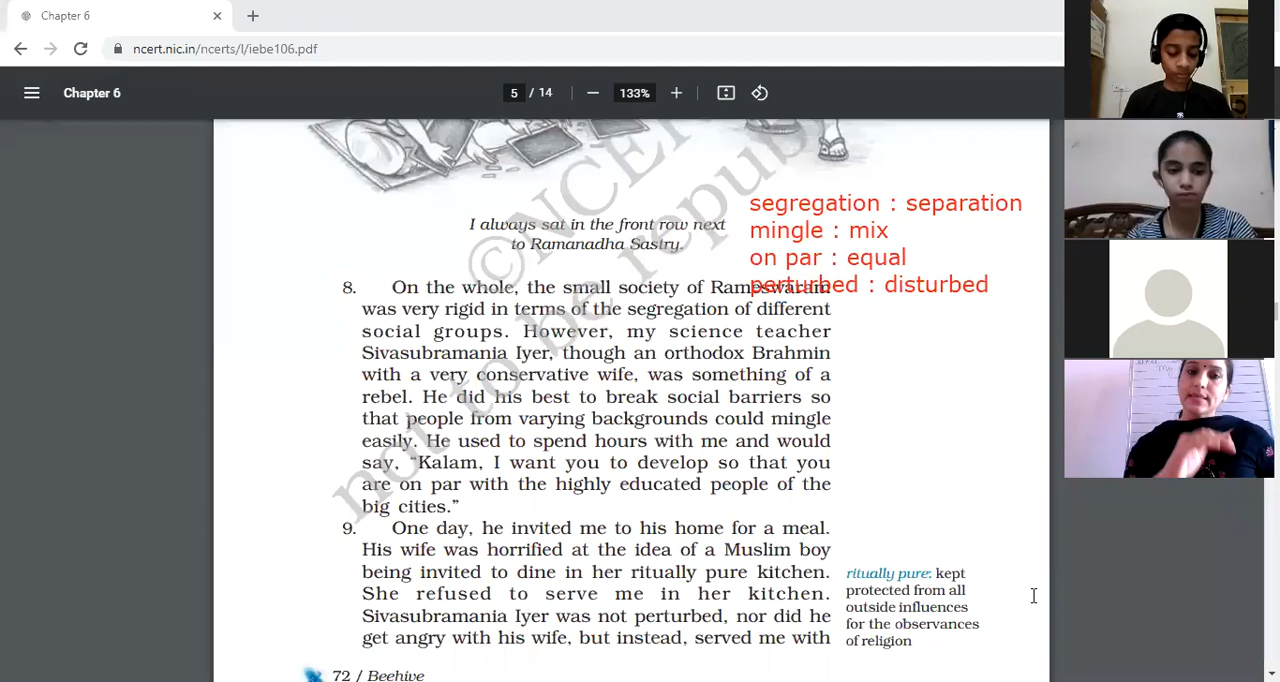 Chapter 6
ncert.nic.in/ncerts/l/iebe106.pdf
Chapter 6
5 / 14
133%
©NCER
not to be republ
I always sat in the front row next
to Ramanadha Sastry.
segregation : separation
mingle : mix
on par : equal
perturbed : disturbed
8. On the whole, the small society of Rameswaram
was very rigid in terms of the segregation of different
social groups. However, my science teacher
Sivasubramania Iyer, though an orthodox Brahmin
with a very conservative wife, was something of a
rebel. He did his best to break social barriers so
that people from varying backgrounds could mingle
easily. He used to spend hours with me and would
say, “Kalam, I want you to develop so that you
are on par with the highly educated people of the
big cities.”
9. One day, he invited me to his home for a meal.
His wife was horrified at the idea of a Muslim boy
being invited to dine in her ritually pure kitchen.
She refused to serve me in her kitchen.
Sivasubramania Iyer was not perturbed, nor did he
get angry with his wife, but instead, served me with
ritually pure: kept
protected from all
outside influences
for the observances
of religion
72 / Beehive